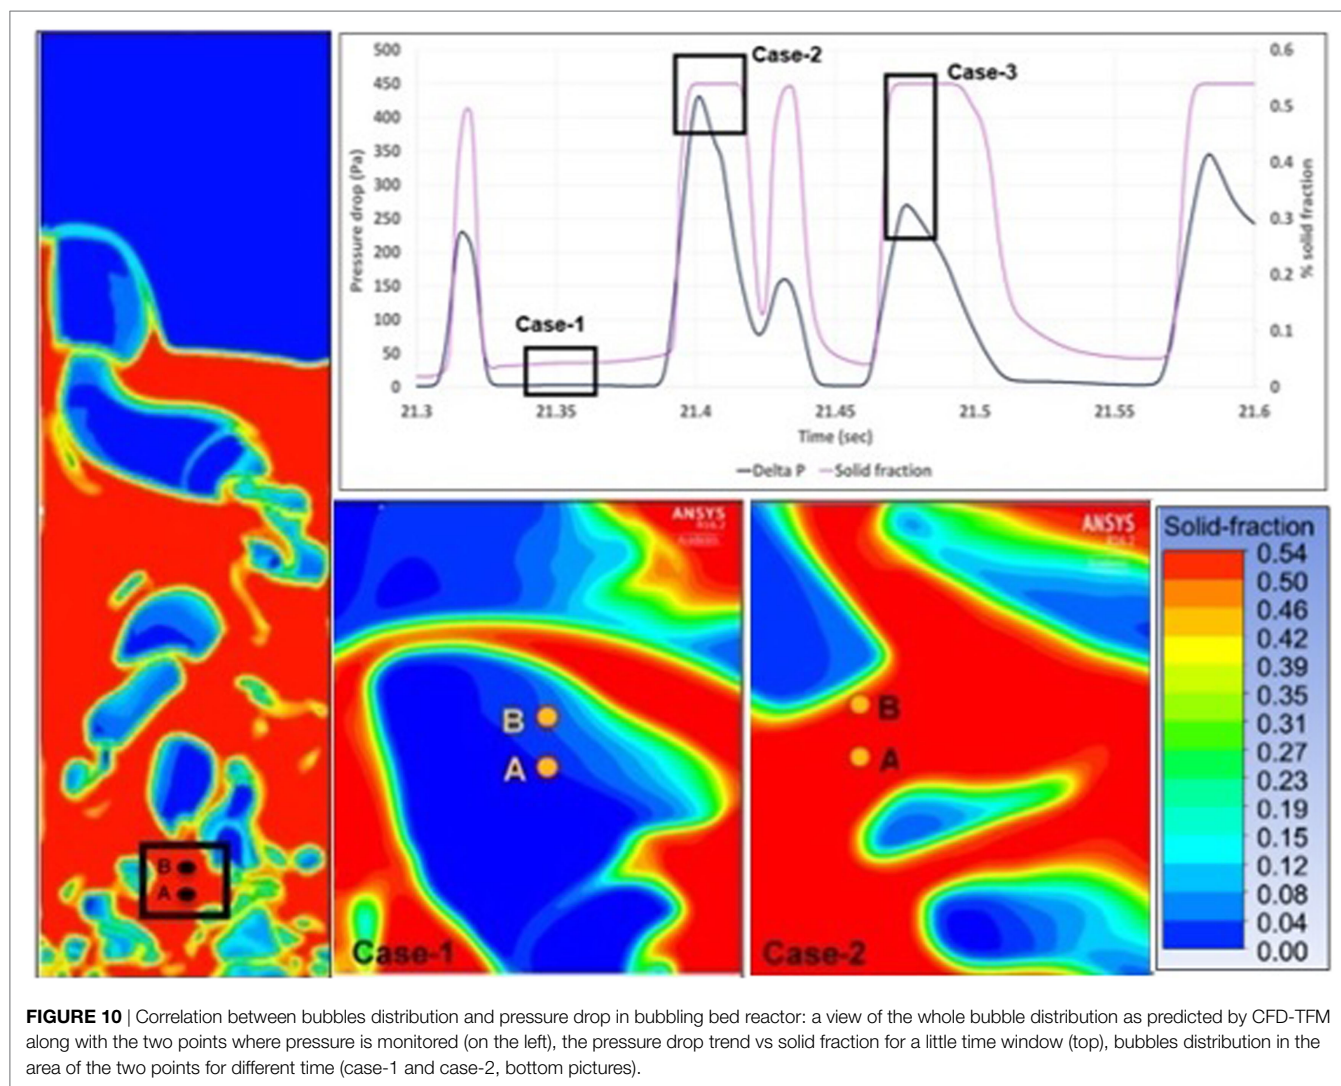 500
450
400
350
300
250
200
150
100
50
0
Pressure drop (Pa)
0.6
0.5
0.4
0.3
0.2
0.1
0
% solid fraction
Case-1
Case-2
Case-3
21.3 21.35 21.4 21.45 21.5 21.55 21.6
Time (sec)
Delta P Solid fraction
B
A
ANSYS
R16.2
Academic
B
A
Case-1
ANSYS
R16.2
B
A
Case-2
Solid-fraction
0.54
0.50
0.46
0.42
0.39
0.35
0.31
0.27
0.23
0.19
0.15
0.12
0.08
0.04
0.00
FIGURE 10 | Correlation between bubbles distribution and pressure drop in bubbling bed reactor: a view of the whole bubble distribution as predicted by CFD-TFM
along with the two points where pressure is monitored (on the left), the pressure drop trend vs solid fraction for a little time window (top), bubbles distribution in the
area of the two points for different time (case-1 and case-2, bottom pictures).